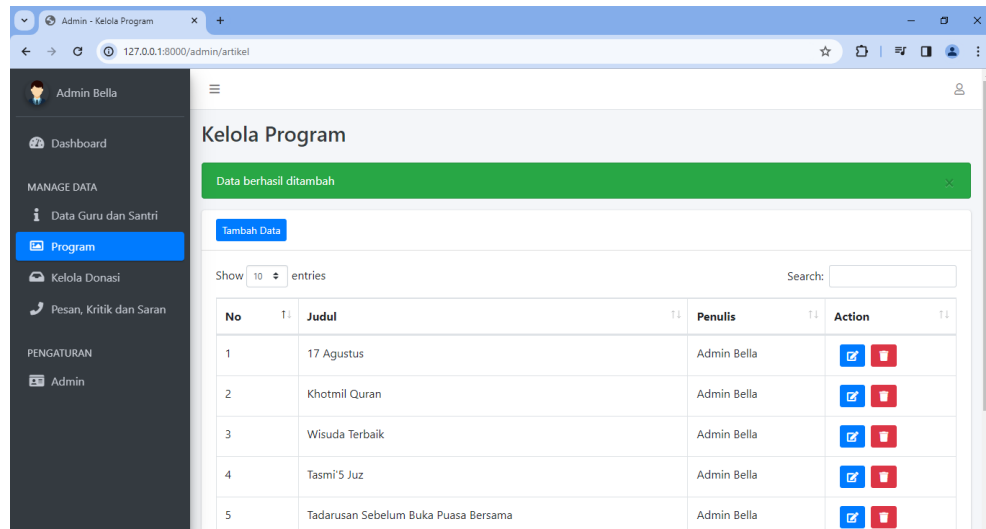 Admin - Kelola Program
127.0.0.1:8000/admin/artikel
Admin Bella
Dashboard
MANAGE DATA
Data Guru dan Santri
Program
Kelola Donasi
Pesan, Kritik dan Saran
PENGATURAN
Admin
Kelola Program
Data berhasil ditambah
Tambah Data
Show 10 entries
Search:
No Judul Penulis Action
1 17 Agustus Admin Bella
2 Khotmil Quran Admin Bella
3 Wisuda Terbaik Admin Bella
4 Tasmi'5 Juz Admin Bella
5 Tadarusan Sebelum Buka Puasa Bersama Admin Bella